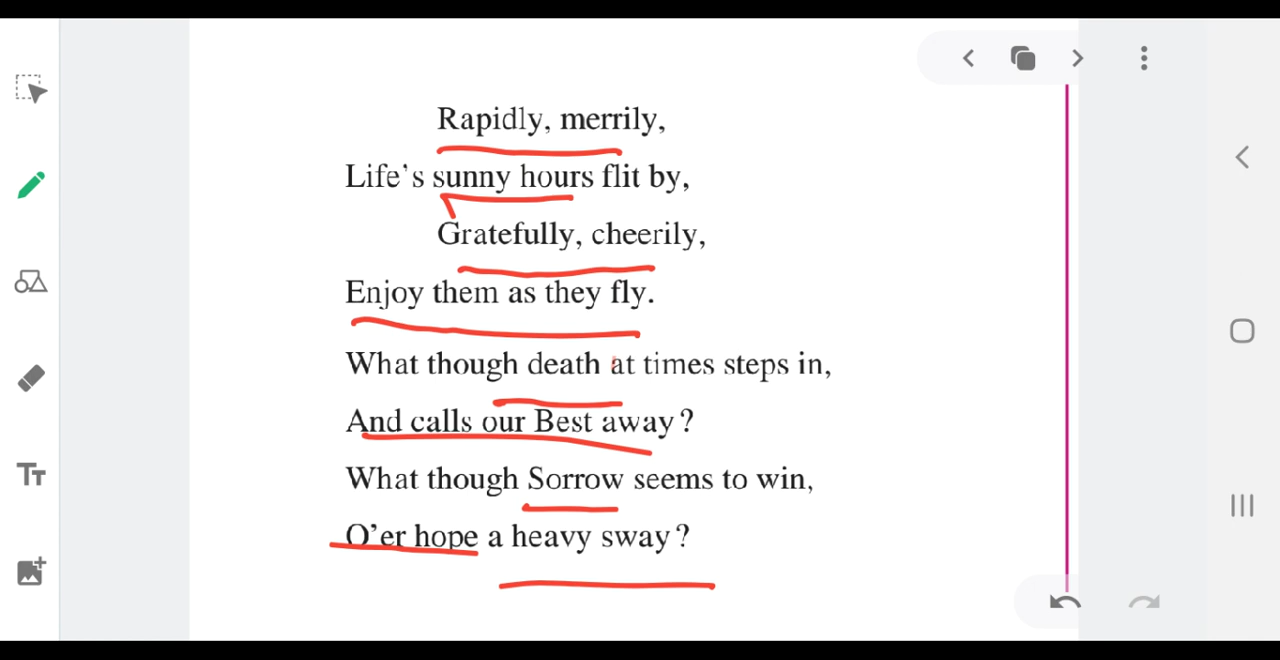 Rapidly, merrily,
Life's sunny hours flit by,
Gratefully, cheerily,
Enjoy them as they fly.
What though death at times steps in,
And calls our Best away?
What though Sorrow seems to win,
O'er hope a heavy sway?
Tт